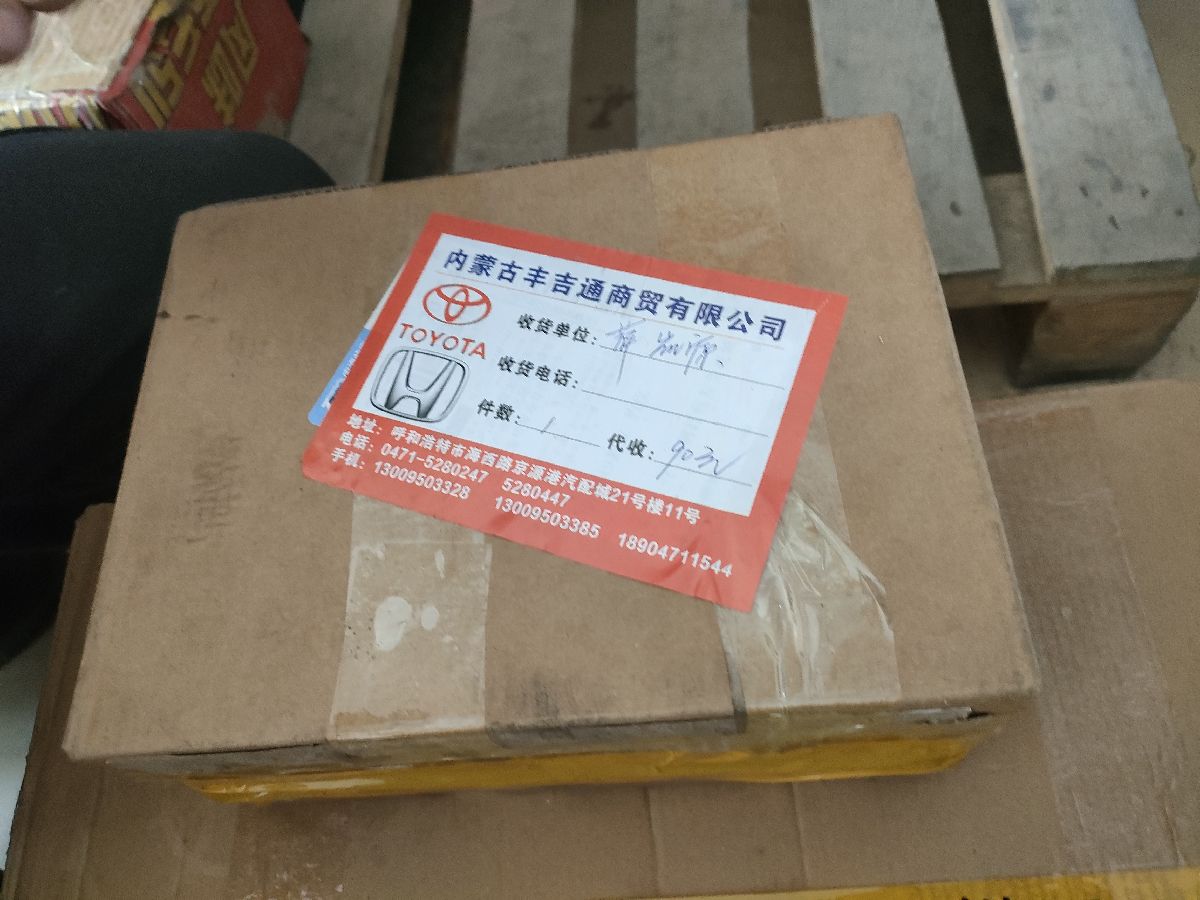 内蒙古丰吉通商贸有限公司
TOYOTA
收货单位:
收货电话:
件数: 1 代收: 90元
地址: 呼和浩特市海西路京源港汽配城21号楼11号
电话: 0471-5280247 5280447
手机: 13009503328 13009503385 18904711544